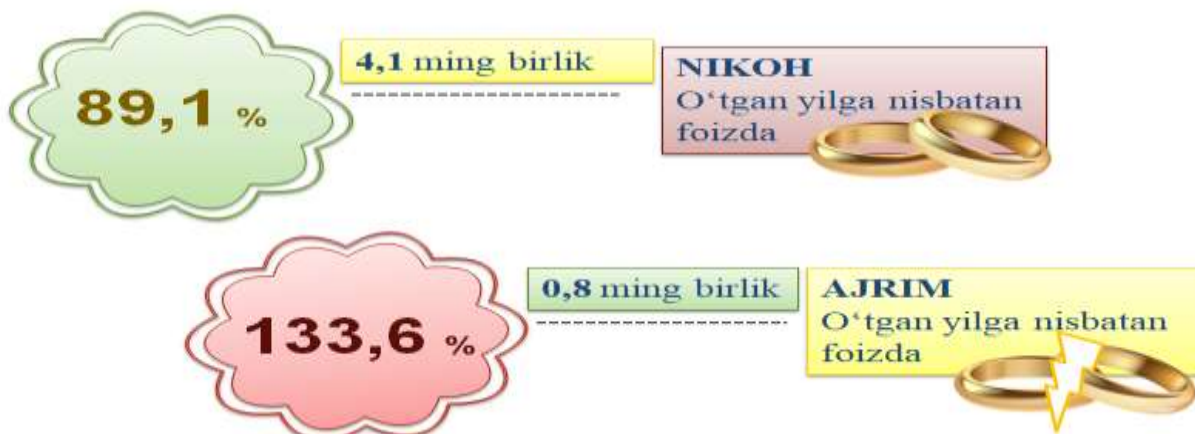 89,1 %
4,1 ming birlik
NIKOH
O‘tgan yilga nisbatan
foizda
133,6 %
0,8 ming birlik
AJRIM
O‘tgan yilga nisbatan
foizda